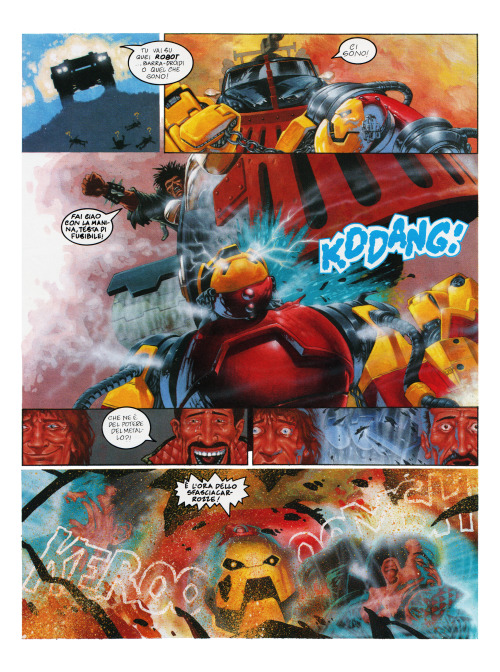 TU VAI SU
QUEI ROBOT
...BARRA-DROIDI
O QUEL CHE
SONO!
CI
SONO!
FAI CIAO
CON LA MANI-
NA, TESTA DI
FUSIBILE!
KDDANG!
CHE NE È
DEL POTERE
DEL METAL-
LO?!
È L'ORA DELLO
SFASCIACAR-
ROZZE!